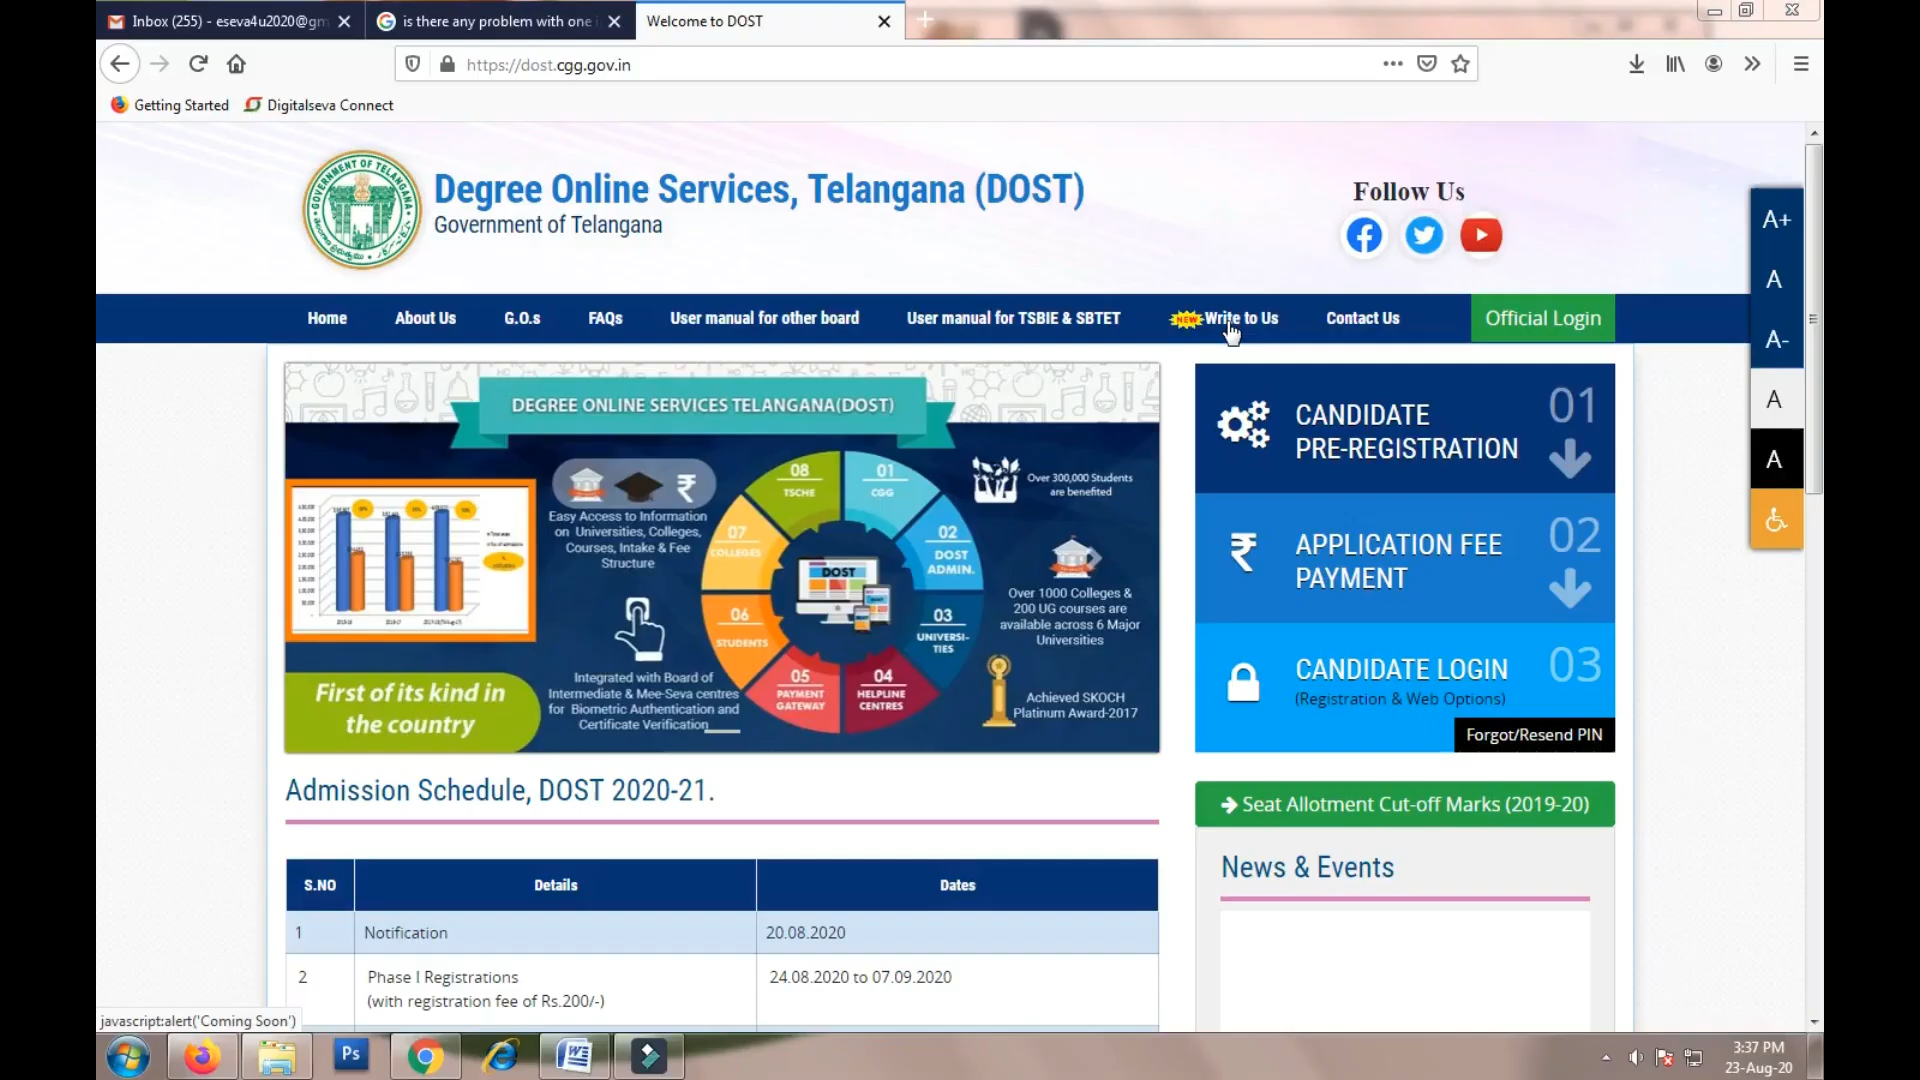 Inbox (255) - eseva4u2020@gm
is there any problem with one i
Welcome to DOST
https://dost.cgg.gov.in
Getting Started
Digitalseva Connect
GOVERNMENT OF TELANGANA
Degree Online Services, Telangana (DOST)
Government of Telangana
Follow Us
A+
A
A-
A
A
Home
About Us
G.O.s
FAQs
User manual for other board
User manual for TSBIE & SBTET
NEW
Write to Us
Contact Us
Official Login
DEGREE ONLINE SERVICES TELANGANA(DOST)
Easy Access to Information
on Universities, Colleges,
Courses, Intake & Fee
Structure
Integrated with Board of
Intermediate & Mee-Seva centres
for Biometric Authentication and
Certificate Verification
First of its kind in
the country
01
CGG
02
DOST
ADMIN.
03
UNIVERSI-
TIES
04
HELPLINE
CENTRES
05
PAYMENT
GATEWAY
06
STUDENTS
07
COLLEGES
08
TSCHE
DOST
Over 300,000 Students
are benefited
Over 1000 Colleges &
200 UG courses are
available across 6 Major
Universities
Achieved SKOCH
Platinum Award-2017
CANDIDATE
PRE-REGISTRATION
01
APPLICATION FEE
PAYMENT
02
CANDIDATE LOGIN
(Registration & Web Options)
03
Forgot/Resend PIN
Admission Schedule, DOST 2020-21.
S.NO Details Dates
1 Notification 20.08.2020
2 Phase I Registrations 24.08.2020 to 07.09.2020
(with registration fee of Rs.200/-)
Seat Allotment Cut-off Marks (2019-20)
News & Events
javascript:alert('Coming Soon')
Ps
3:37 PM
23-Aug-20